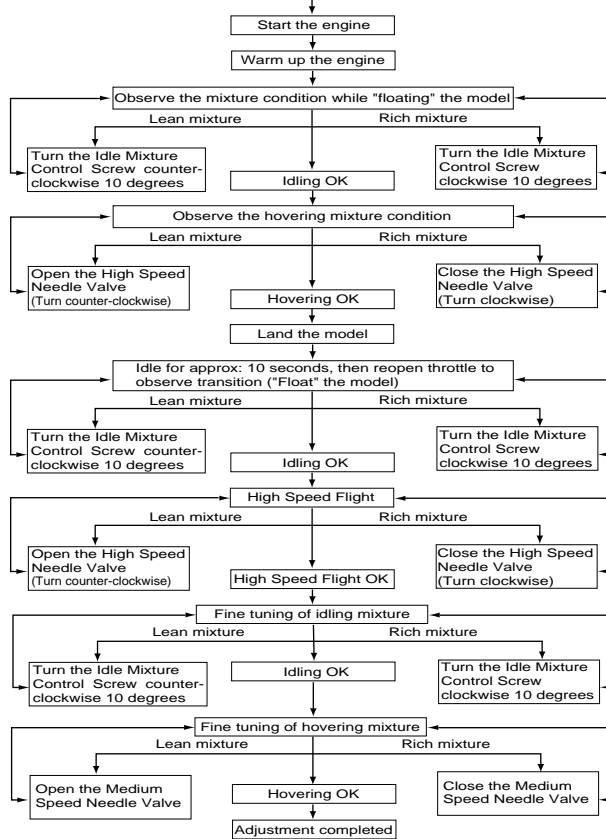 Start the engine
Warm up the engine
Observe the mixture condition while "floating" the model
Lean mixture
Rich mixture
Turn the Idle Mixture
Control Screw counter-
clockwise 10 degrees
Turn the Idle Mixture
Control Screw
clockwise 10 degrees
Idling OK
Observe the hovering mixture condition
Lean mixture
Rich mixture
Open the High Speed
Needle Valve
(Turn counter-clockwise)
Close the High Speed
Needle Valve
(Turn clockwise)
Hovering OK
Land the model
Idle for approx: 10 seconds, then reopen throttle to
observe transition ("Float" the model)
Lean mixture
Rich mixture
Turn the Idle Mixture
Control Screw counter-
clockwise 10 degrees
Turn the Idle Mixture
Control Screw
clockwise 10 degrees
Idling OK
High Speed Flight
Lean mixture
Rich mixture
Open the High Speed
Needle Valve
(Turn counter-clockwise)
Close the High Speed
Needle Valve
(Turn clockwise)
High Speed Flight OK
Fine tuning of idling mixture
Lean mixture
Rich mixture
Turn the Idle Mixture
Control Screw counter-
clockwise 10 degrees
Turn the Idle Mixture
Control Screw
clockwise 10 degrees
Idling OK
Fine tuning of hovering mixture
Lean mixture
Rich mixture
Open the Medium
Speed Needle Valve
Close the Medium
Speed Needle Valve
Hovering OK
Adjustment completed